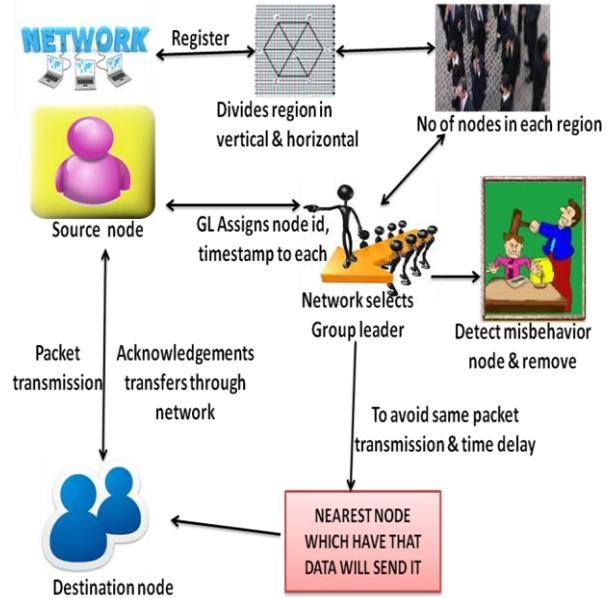 NETWORK
Register
Divides region in
vertical & horizontal
No of nodes in each region
Source node
GL Assigns node id,
timestamp to each
Network selects
Group leader
Detect misbehavior
node & remove
Packet
transmission
Acknowledgements
transfers through
network
To avoid same packet
transmission & time delay
NEAREST NODE
WHICH HAVE THAT
DATA WILL SEND IT
Destination node